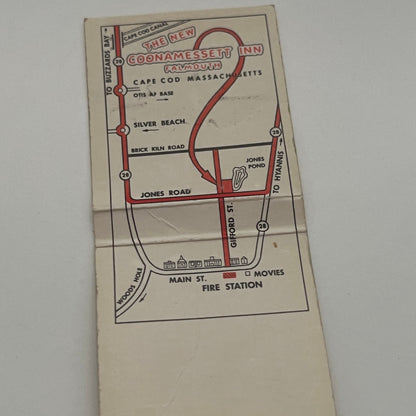 CAPE COD CANAL
TO BUZZARDS BAY
THE NEW
COONAMESSETT INN
FALMOUTH
CAPE COD MASSACHUSETTS
28
OTIS AF BASE
SILVER BEACH
28
BRICK KILN ROAD
JONES
POND
28
TO HYANNIS
JONES ROAD
GIFFORD ST.
28
WOODS HOLE
MAIN ST.
MOVIES
FIRE STATION